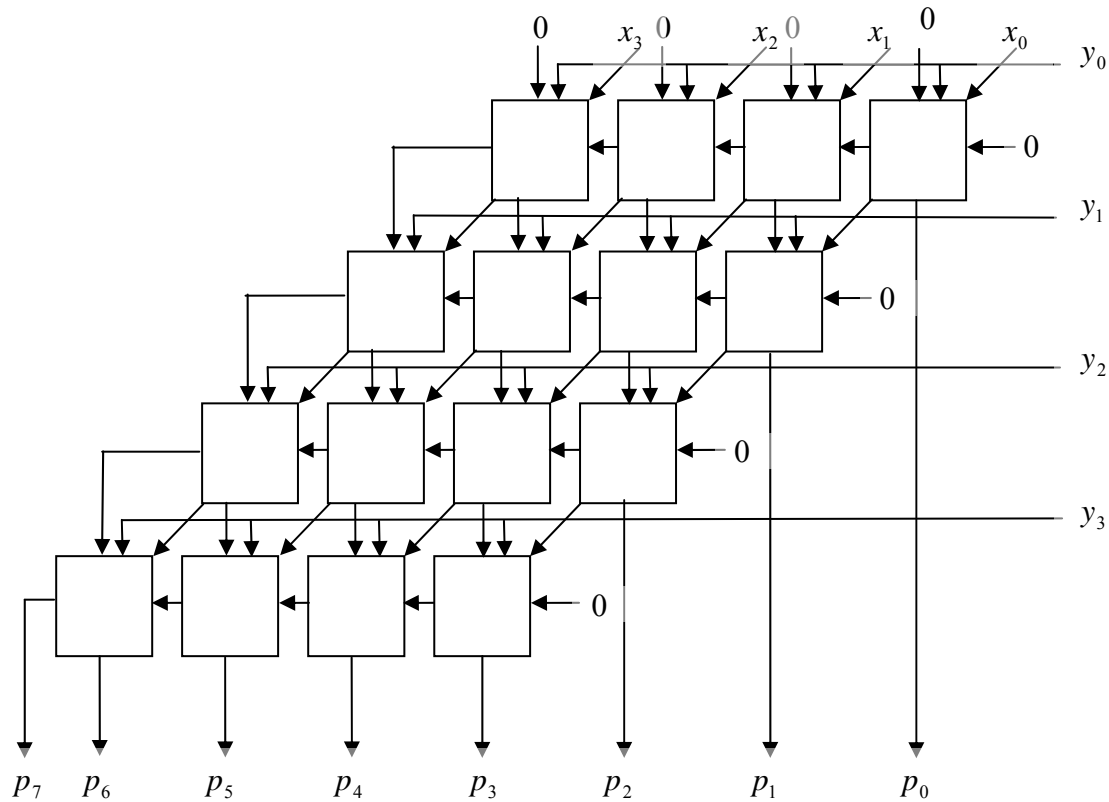 0 x₃ 0 x₂ 0 x₁ 0 x₀ y₀
0
y₁
0
y₂
0
y₃
0
p₇ p₆ p₅ p₄ p₃ p₂ p₁ p₀